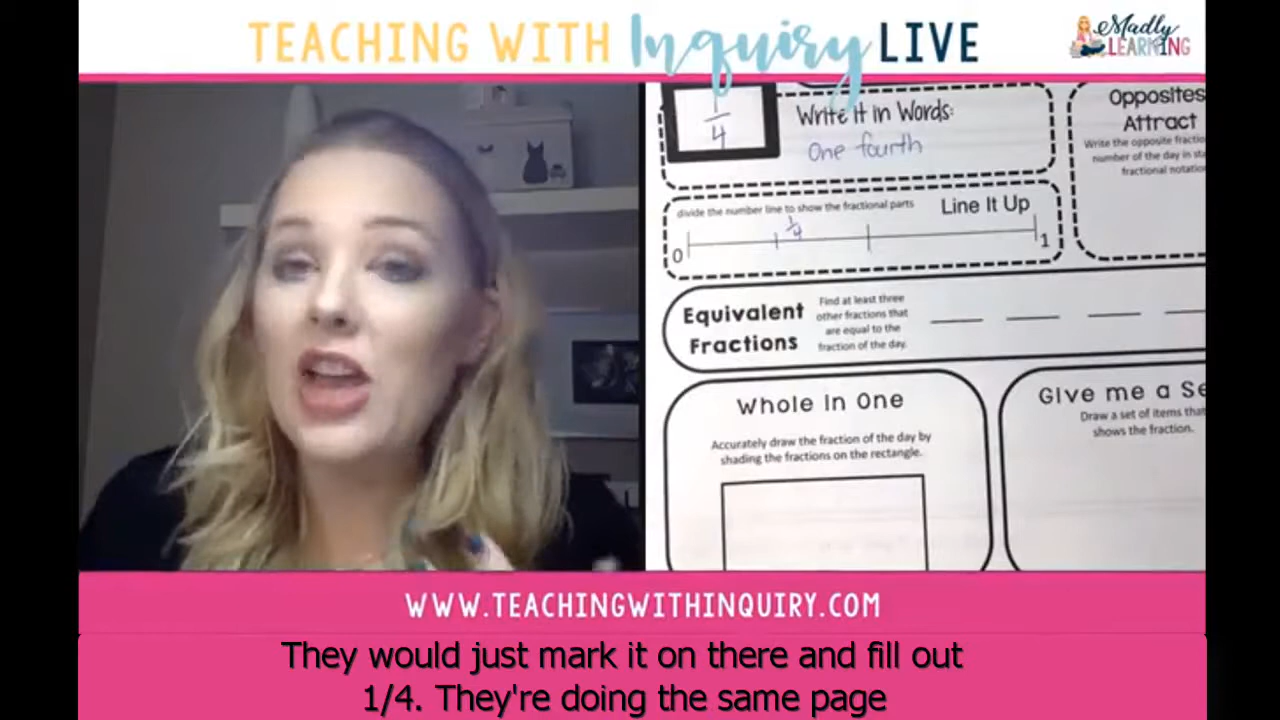 TEACHING WITH Inquiry LIVE
Madly
LEARNING
1/4
Write It in Words:
One fourth
Opposites
Attract
Write the opposite
number of the day in
fractional
divide the number line to show the fractional parts
Line It Up
1/4
0
1
Equivalent
Fractions
Find at least three
other fractions that
are equal to the
fraction of the day.
Whole in One
Accurately draw the fraction of the day by
shading the fractions on the rectangle.
Give me a
Draw a set of items
shows the fraction.
WWW.TEACHINGWITHINQUIRY.COM
They would just mark it on there and fill out
1/4. They're doing the same page